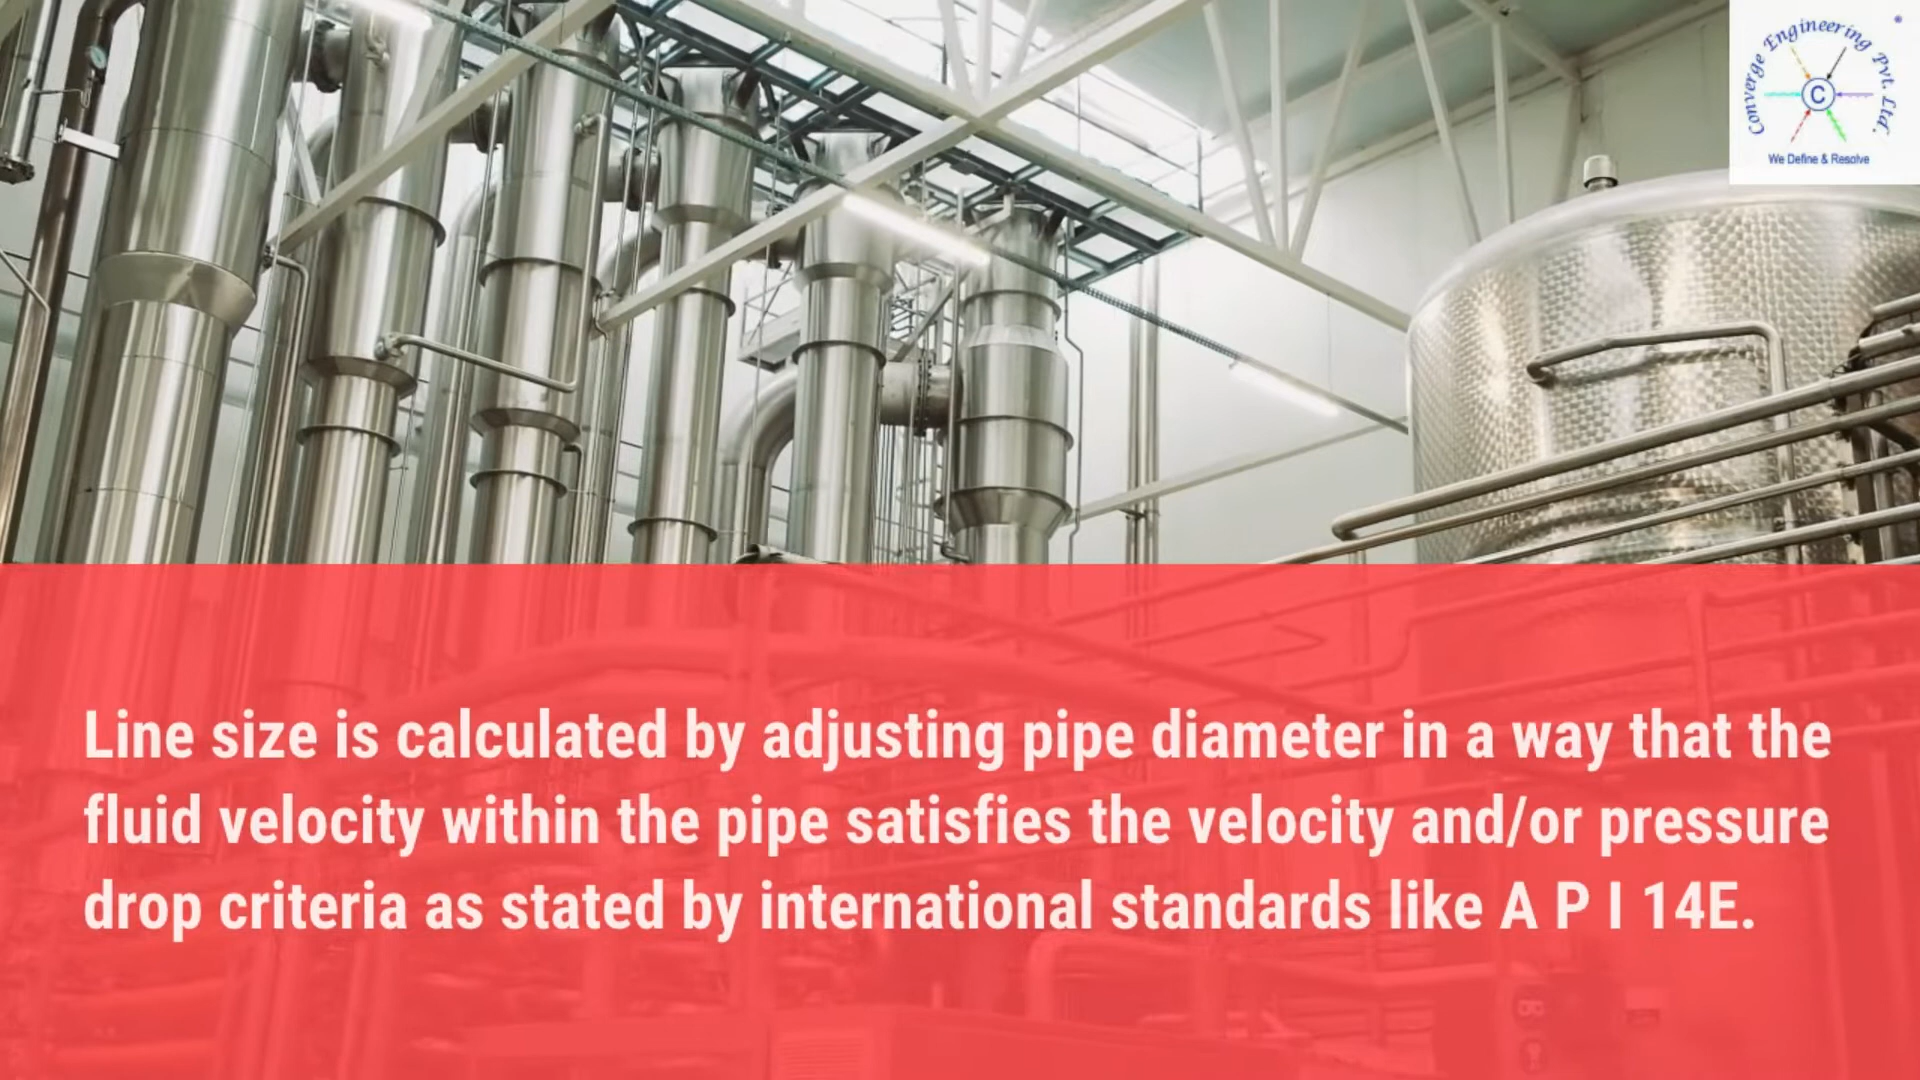 Converge Engineering Pvt. Ltd.
C
We Define & Resolve
Line size is calculated by adjusting pipe diameter in a way that the
fluid velocity within the pipe satisfies the velocity and/or pressure
drop criteria as stated by international standards like A P I 14E.